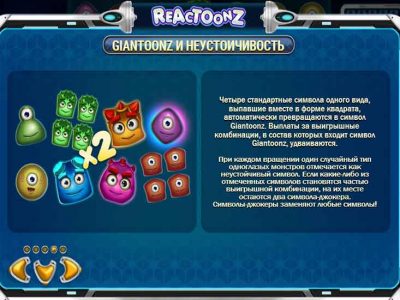 REACTOONZ
GIANTOONZ И НЕУСТОЙЧИВОСТЬ
x2
Четыре стандартные символа одного вида,
выпавшие вместе в форме квадрата,
автоматически превращаются в символ
Giantoonz. Выплаты за выигрышные
комбинации, в состав которых входит символ
Giantoonz, удваиваются.
При каждом вращении один случайный тип
одноглазых монстров отмечается как
неустойчивый символ. Если какие-либо из
отмеченных символов становятся частью
выигрышной комбинации, на их месте
остаются два символа-джокера.
Символы-джокеры заменяют любые символы!